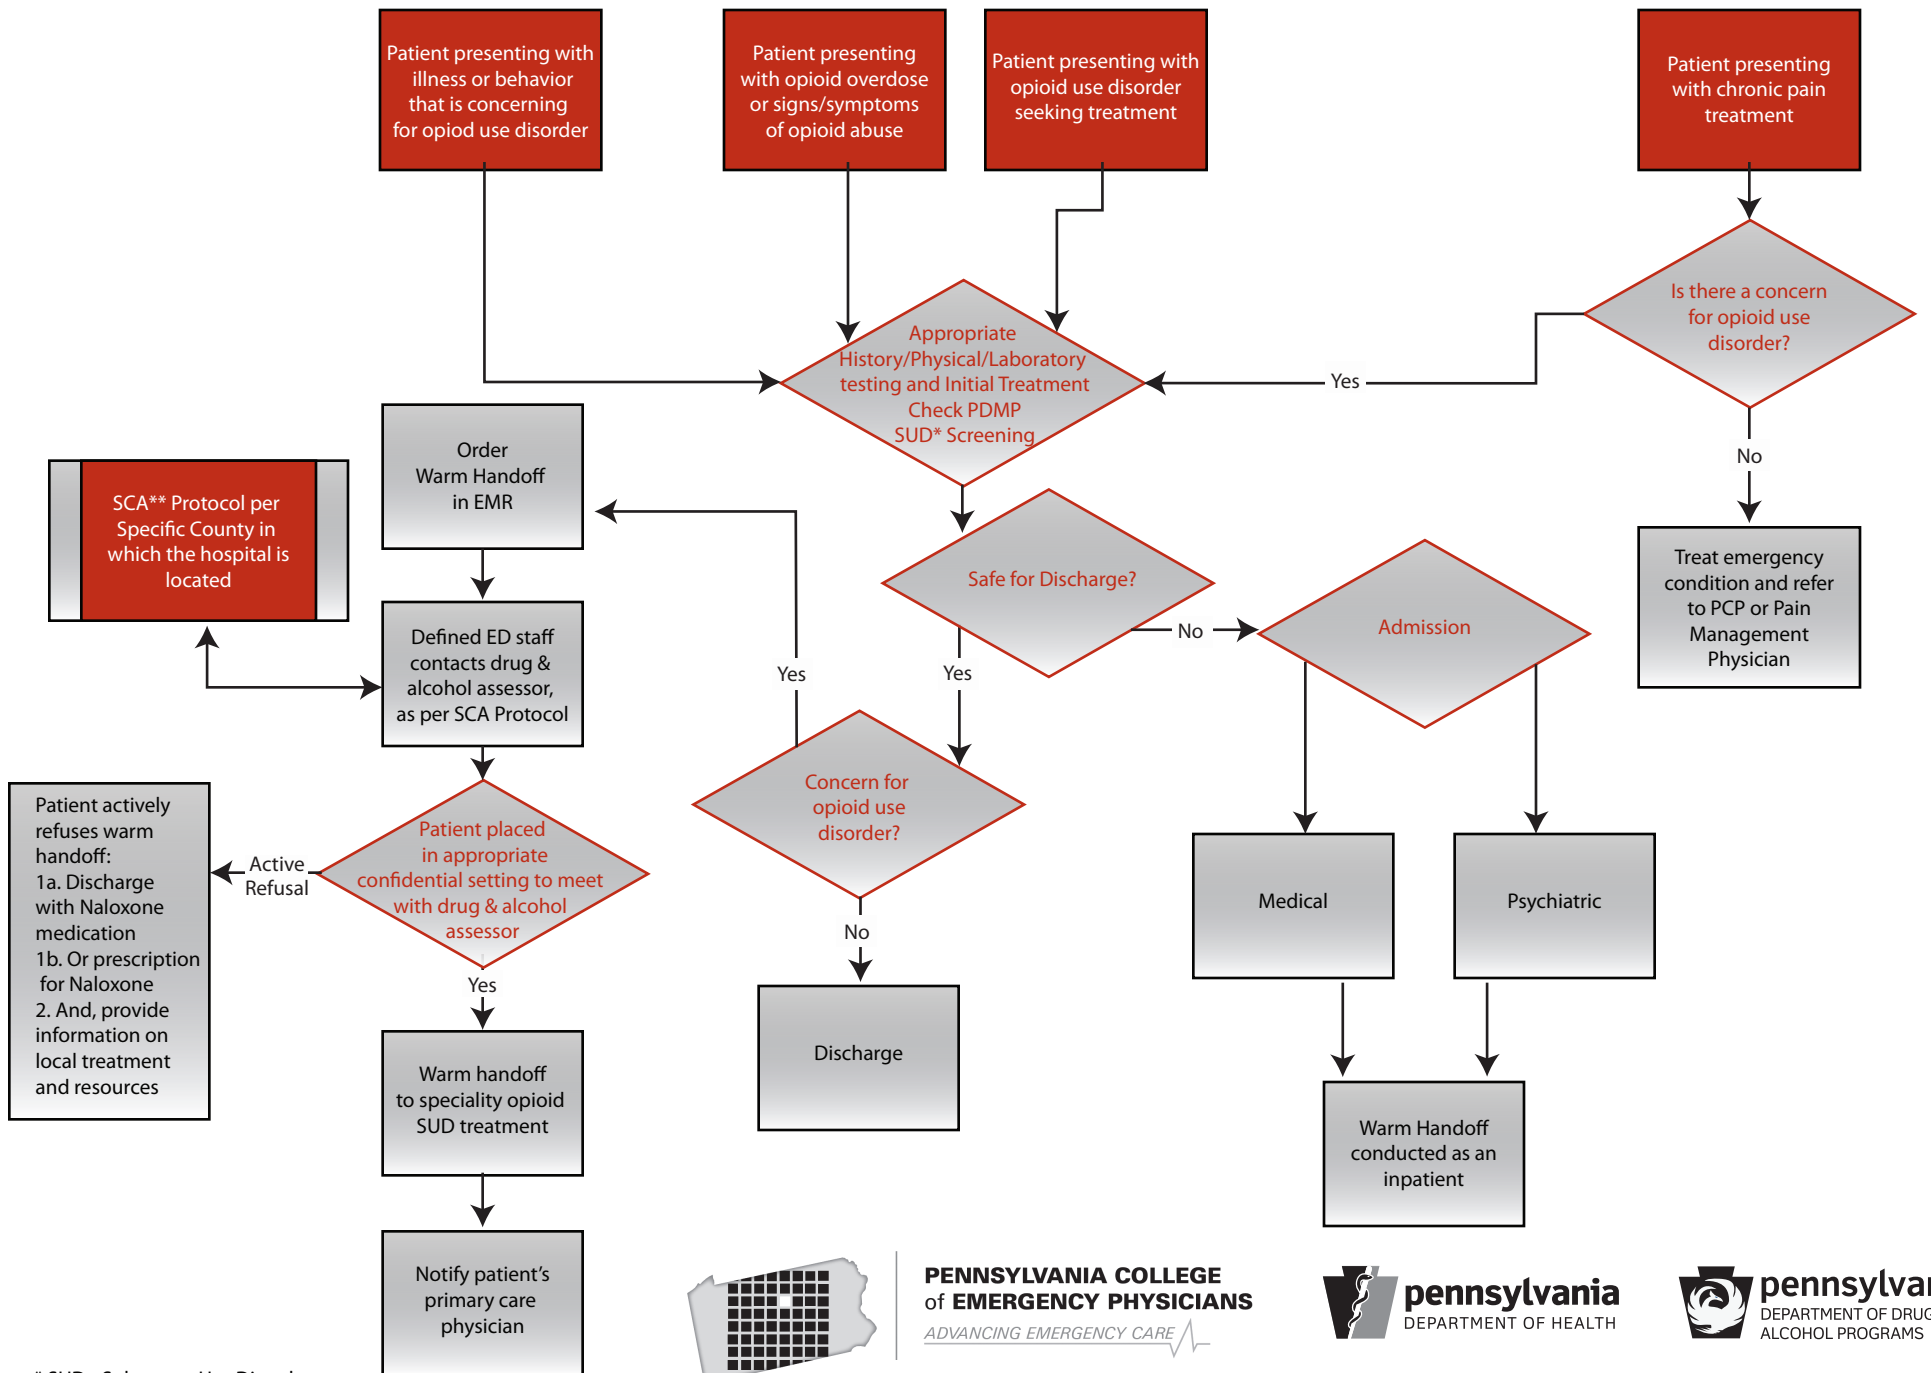 Patient presenting with
illness or behavior
that is concerning
for opiod use disorder
Patient presenting
with opioid overdose
or signs/symptoms
of opioid abuse
Patient presenting with
opioid use disorder
seeking treatment
Patient presenting
with chronic pain
treatment
Is there a concern
for opioid use
disorder?
Appropriate
History/Physical/Laboratory
testing and Initial Treatment
Check PDMP
SUD* Screening
Yes
No
Order
Warm Handoff
in EMR
SCA** Protocol per
Specific County in
which the hospital is
located
Safe for Discharge?
No
Admission
Treat emergency
condition and refer
to PCP or Pain
Management
Physician
Defined ED staff
contacts drug &
alcohol assessor,
as per SCA Protocol
Yes
Yes
Concern for
opioid use
disorder?
Patient actively
refuses warm
handoff:
1a. Discharge
with Naloxone
medication
1b. Or prescription
for Naloxone
2. And, provide
information on
local treatment
and resources
Active
Refusal
Patient placed
in appropriate
confidential setting to meet
with drug & alcohol
assessor
Medical
Psychiatric
No
Yes
Discharge
Warm handoff
to speciality opioid
SUD treatment
Warm Handoff
conducted as an
inpatient
Notify patient's
primary care
physician
PENNSYLVANIA COLLEGE
of EMERGENCY PHYSICIANS
ADVANCING EMERGENCY CARE
pennsylvania
DEPARTMENT OF HEALTH
pennsylvan
DEPARTMENT OF DRUG
ALCOHOL PROGRAMS